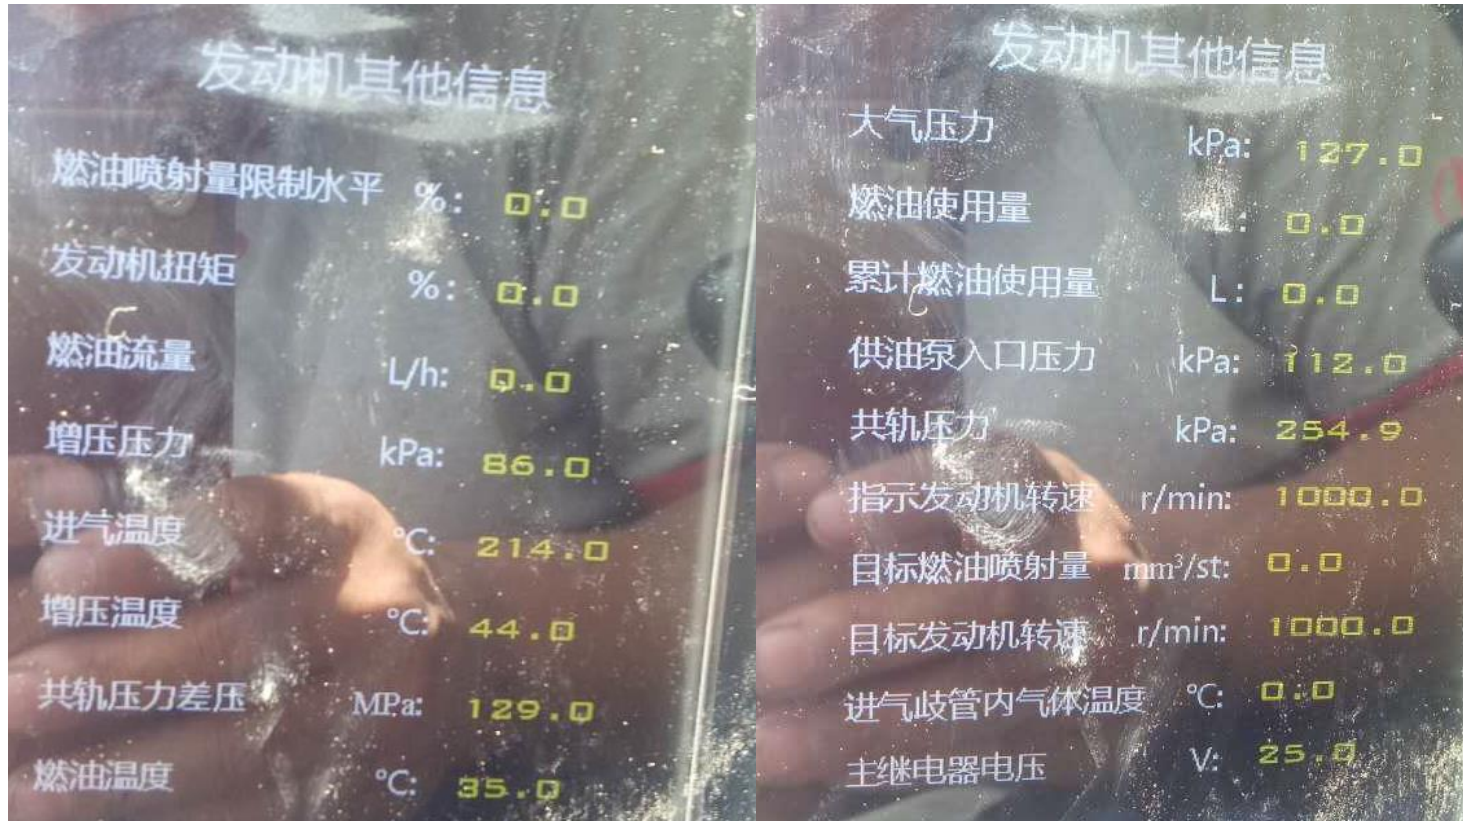 发动机其他信息
燃油喷射量限制水平 %: 0.0
发动机扭矩 %: 0.0
燃油流量 L/h: 0.0
增压压力 kPa: 86.0
进气温度 °C: 214.0
增压温度 °C: 44.0
共轨压力差压 MPa: 129.0
燃油温度 °C: 35.0
发动机其他信息
大气压力 kPa: 127.0
燃油使用量 L: 0.0
累计燃油使用量 L: 0.0
供油泵入口压力 kPa: 112.0
共轨压力 kPa: 254.9
指示发动机转速 r/min: 1000.0
目标燃油喷射量 mm³/st: 0.0
目标发动机转速 r/min: 1000.0
进气歧管内气体温度 °C: 0.0
主继电器电压 V: 25.0